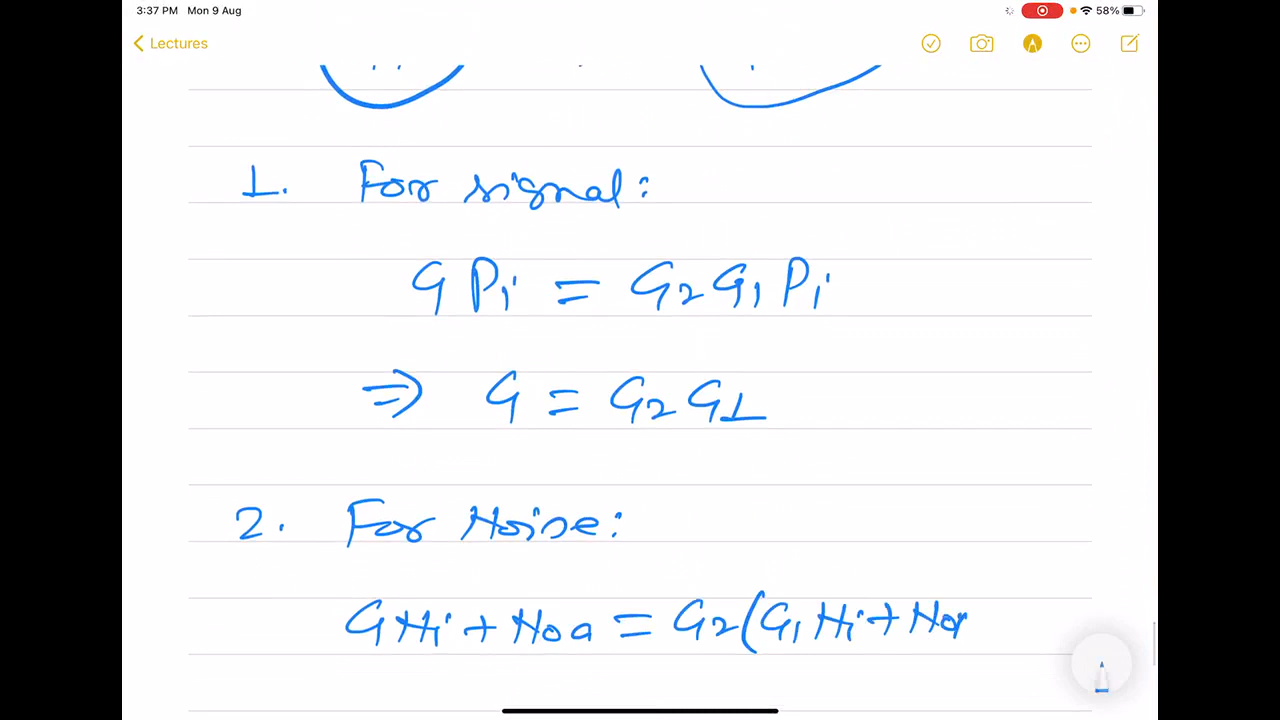 3:37 PM Mon 9 Aug
58%
Lectures
1. For signal:
G Pi = G2 G1 Pi
⇒ G = G2 G1
2. For Noise:
G Ni + Noa = G2 (G1 Ni + Noa